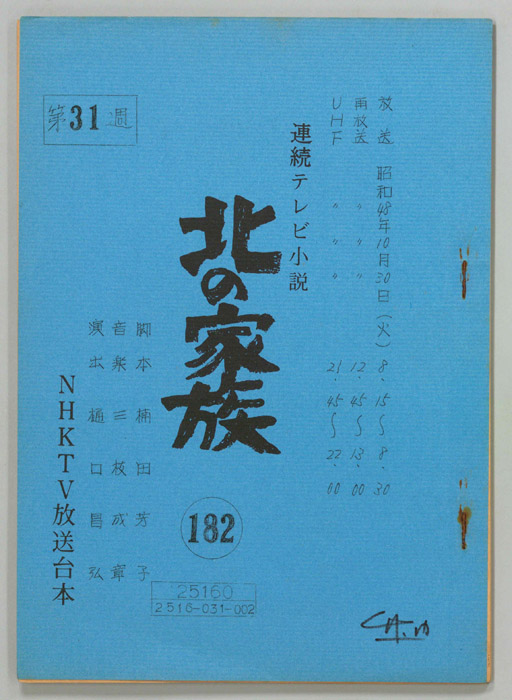 放送 昭和48年10月30日(火) 8.15〜8.30
再放送 〃 〃 〃 12.45〜13.00
UHF 〃 〃 〃 21.45〜22.00
連続テレビ小説
北の家族
182
第31週
脚本 楠田芳子
音楽 三枝成章
演出 樋口昌弘
NHKTV放送台本
25160
2516-031-002